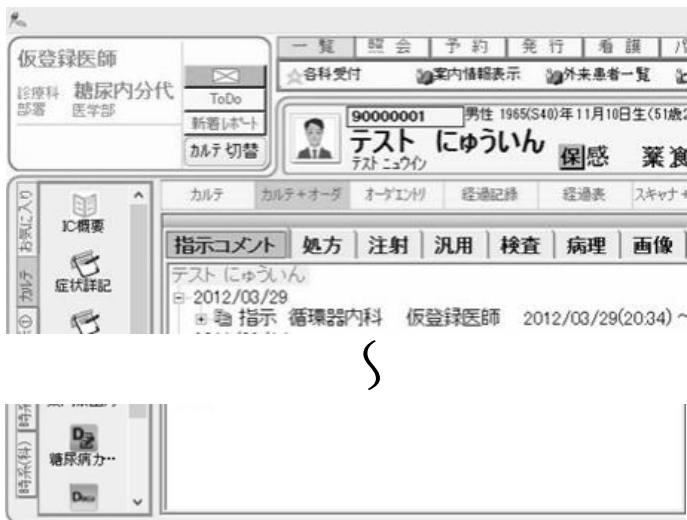 一 覧 照 会 予 約 発 行 看 護
仮登録医師
☆各科受付 案内情報表示 外来患者一覧
診療科 糖尿内分代
部署 医学部
ToDo
新着レポート
カルテ切替
90000001 男性 1965(S40)年11月10日生(51歳
テスト にゅういん
テスト ニュウイン
保感 薬
カルテ カルテ+オーダ オーダエントリ 経過記録 経過表 スキャナ+
お気に入り
IC概要
カルテ
症状詳記
指示コメント 処方 注射 汎用 検査 病理 画像
テスト にゅういん
2012/03/29
指示 循環器内科 仮登録医師 2012/03/29(20:34)~
時系(科)
糖尿病カ…